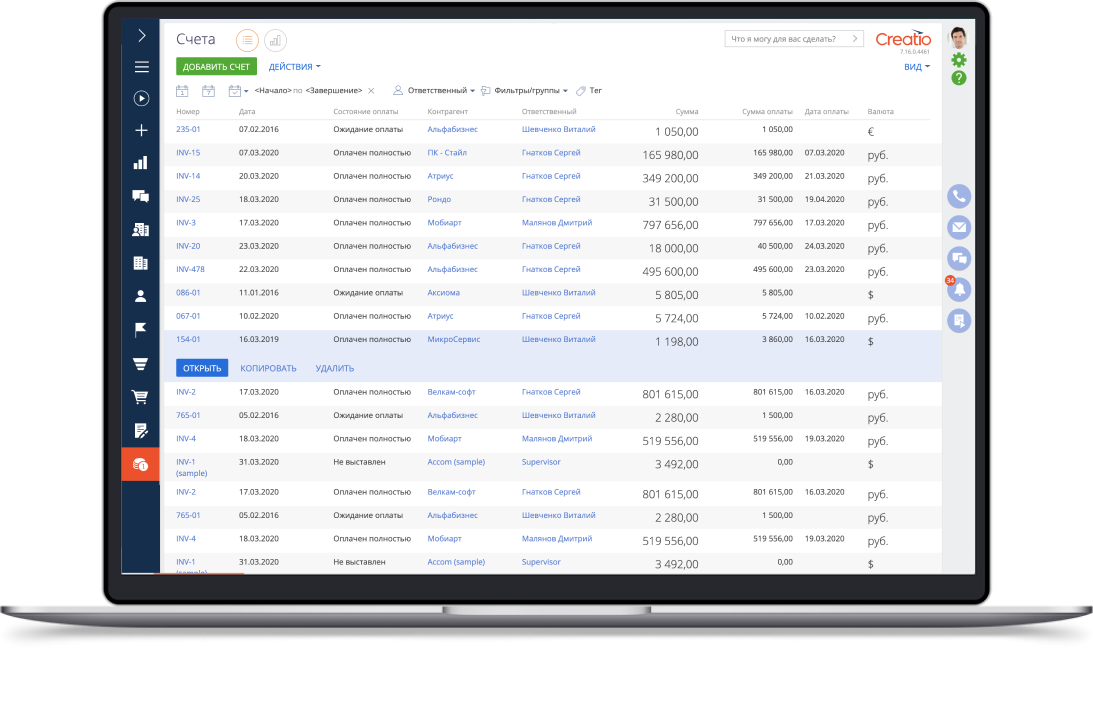 Счета
Что я могу для вас сделать?
Creatio
7.16.0.4461
ДОБАВИТЬ СЧЕТ ДЕЙСТВИЯ ВИД
1 7 <Начало> по <Завершение> Ответственный Фильтры/группы Тег
Номер Дата Состояние оплаты Контрагент Ответственный Сумма Сумма оплаты Дата оплаты Валюта
235-01 07.02.2016 Ожидание оплаты Альфабизнес Шевченко Виталий 1 050,00 1 050,00 €
INV-15 07.03.2020 Оплачен полностью ПК - Стайл Гнатков Сергей 165 980,00 165 980,00 07.03.2020 руб.
INV-14 20.03.2020 Оплачен полностью Атриус Гнатков Сергей 349 200,00 349 200,00 21.03.2020 руб.
INV-25 18.03.2020 Оплачен полностью Рондо Гнатков Сергей 31 500,00 31 500,00 19.04.2020 руб.
INV-3 17.03.2020 Оплачен полностью Мобиарт Малянов Дмитрий 797 656,00 797 656,00 17.03.2020 руб.
INV-20 23.03.2020 Оплачен полностью Альфабизнес Гнатков Сергей 18 000,00 40 500,00 24.03.2020 руб.
INV-478 22.03.2020 Оплачен полностью Альфабизнес Гнатков Сергей 495 600,00 495 600,00 23.03.2020 руб.
34
086-01 11.01.2016 Ожидание оплаты Аксиома Шевченко Виталий 5 805,00 5 805,00 $
067-01 10.02.2020 Оплачен полностью Атриус Гнатков Сергей 5 724,00 5 724,00 10.02.2020 руб.
154-01 16.03.2019 Оплачен полностью МикроСервис Шевченко Виталий 1 198,00 3 860,00 16.03.2020 $
ОТКРЫТЬ КОПИРОВАТЬ УДАЛИТЬ
INV-2 17.03.2020 Оплачен полностью Велкам-софт Гнатков Сергей 801 615,00 801 615,00 16.03.2020 руб.
765-01 05.02.2016 Ожидание оплаты Альфабизнес Шевченко Виталий 2 280,00 1 500,00 руб.
INV-4 18.03.2020 Оплачен полностью Мобиарт Малянов Дмитрий 519 556,00 519 556,00 19.03.2020 руб.
INV-1 31.03.2020 Не выставлен Accom (sample) Supervisor 3 492,00 0,00 $
(sample)
INV-2 17.03.2020 Оплачен полностью Велкам-софт Гнатков Сергей 801 615,00 801 615,00 16.03.2020 руб.
765-01 05.02.2016 Ожидание оплаты Альфабизнес Шевченко Виталий 2 280,00 1 500,00 руб.
INV-4 18.03.2020 Оплачен полностью Мобиарт Малянов Дмитрий 519 556,00 519 556,00 19.03.2020 руб.
INV-1 31.03.2020 Не выставлен Accom (sample) Supervisor 3 492,00 0,00 $